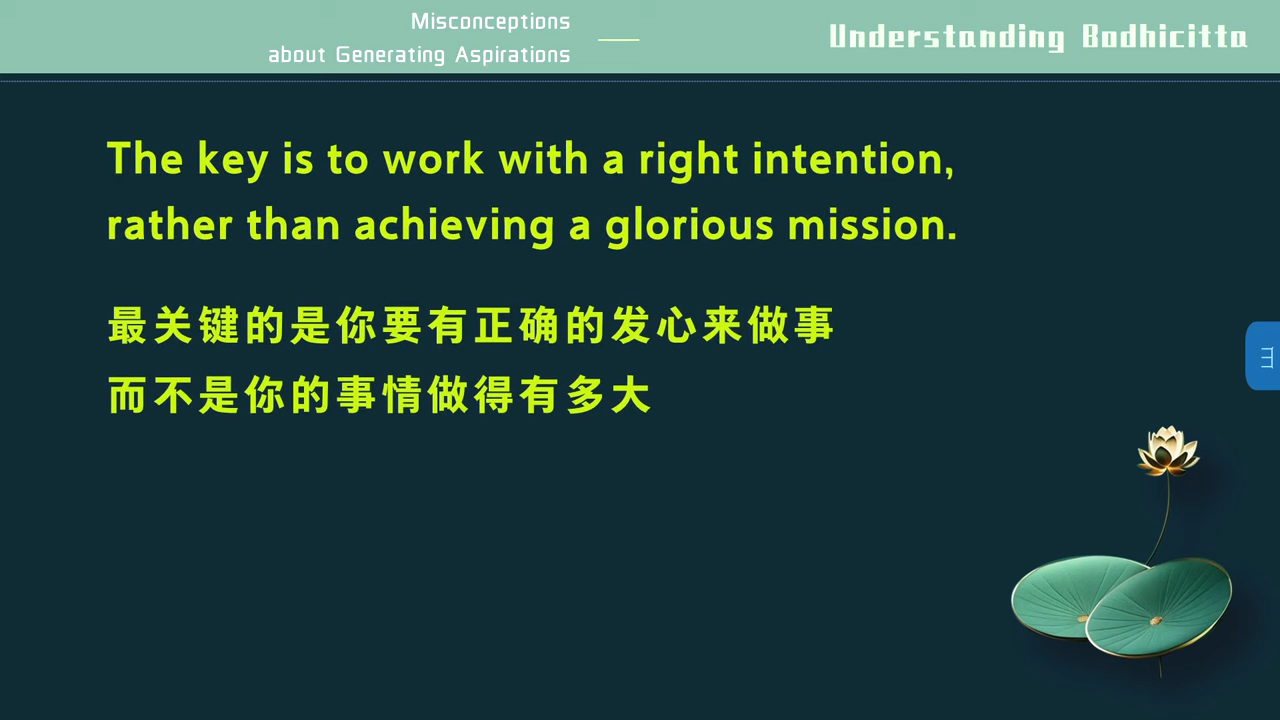 Misconceptions
about Generating Aspirations
Understanding Bodhicitta
The key is to work with a right intention,
rather than achieving a glorious mission.
最关键的是你要有正确的发心来做事
而不是你的事情做得有多大